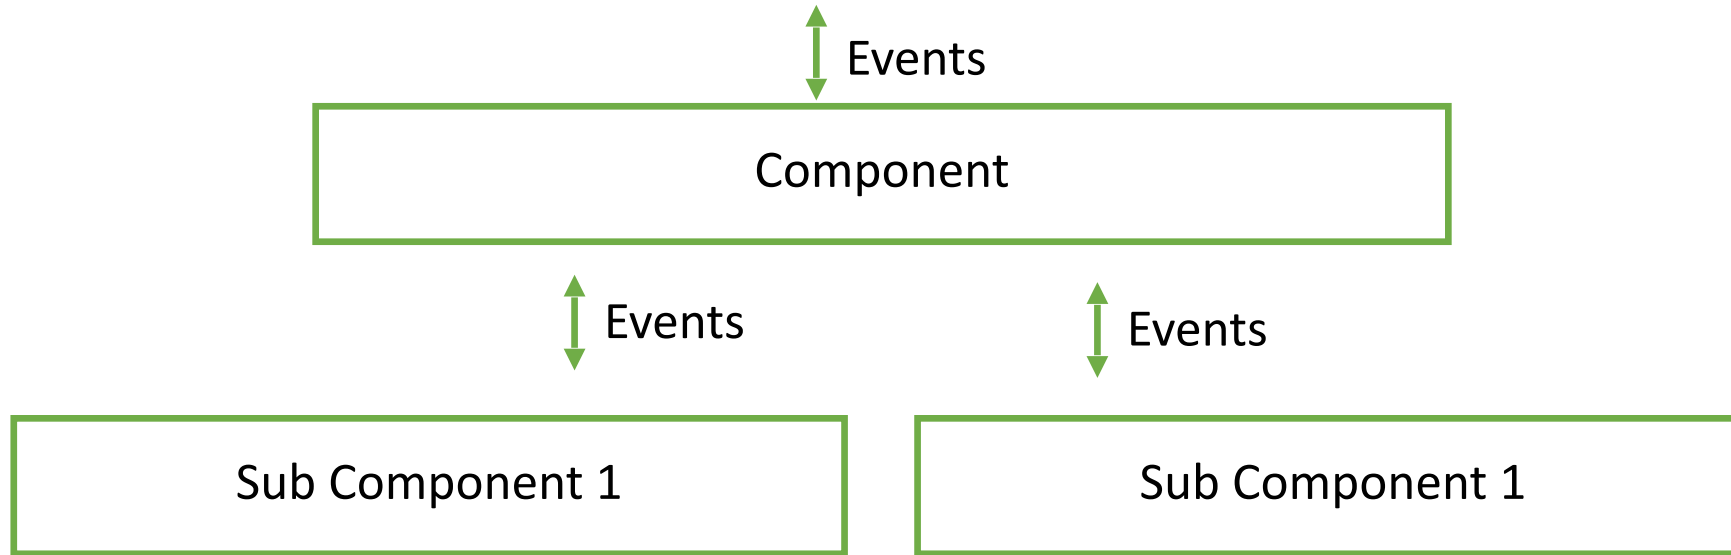 Events
Component
Events
Events
Sub Component 1
Sub Component 1